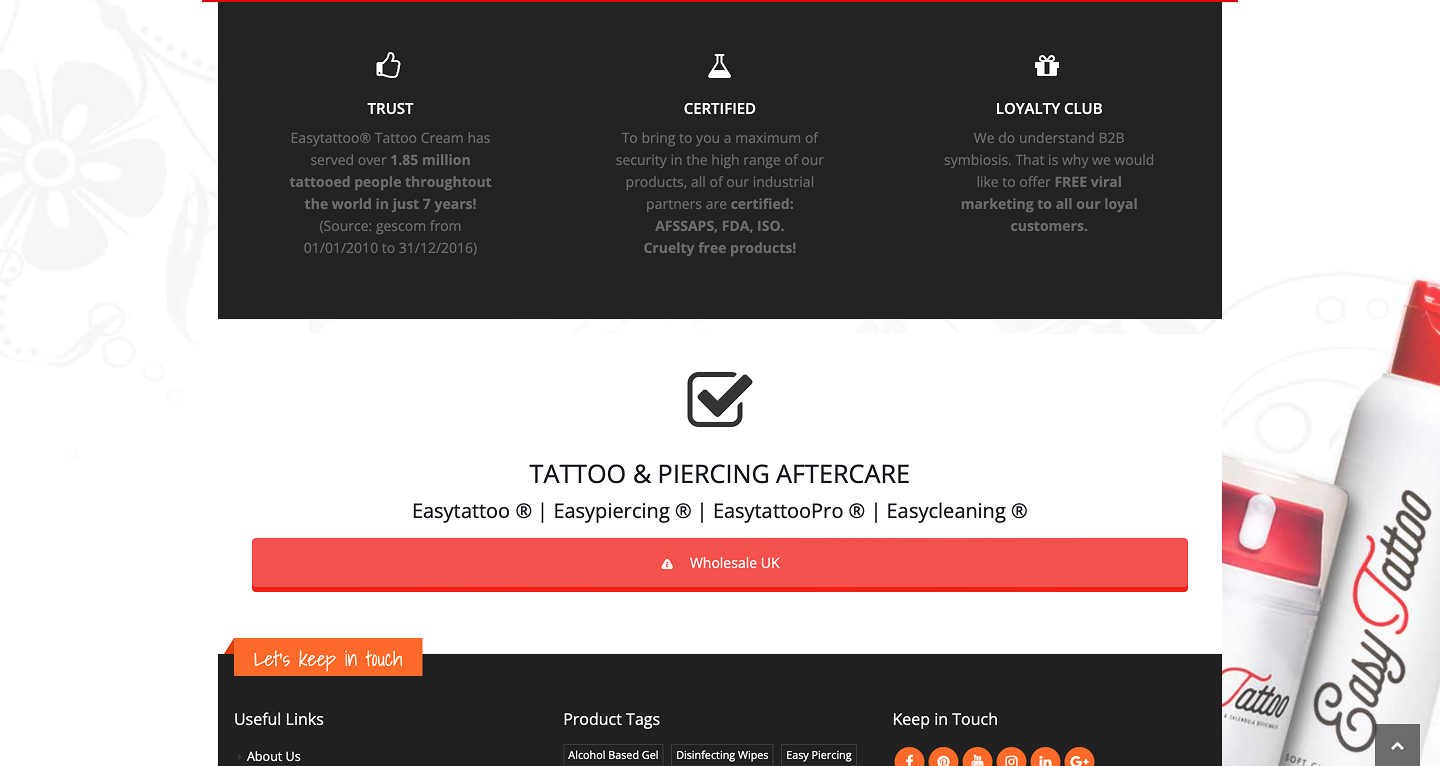 TRUST
Easytattoo® Tattoo Cream has
served over 1.85 million
tattooed people throughtout
the world in just 7 years!
(Source: gescom from
01/01/2010 to 31/12/2016)
CERTIFIED
To bring to you a maximum of
security in the high range of our
products, all of our industrial
partners are certified:
AFSSAPS, FDA, ISO.
Cruelty free products!
LOYALTY CLUB
We do understand B2B
symbiosis. That is why we would
like to offer FREE viral
marketing to all our loyal
customers.
TATTOO & PIERCING AFTERCARE
Easytattoo ® | Easypiercing ® | EasytattooPro ® | Easycleaning ®
Wholesale UK
Let's keep in touch
Useful Links
About Us
Product Tags
Alcohol Based Gel
Disinfecting Wipes
Easy Piercing
Keep in Touch
Easy Tattoo
Tattoo